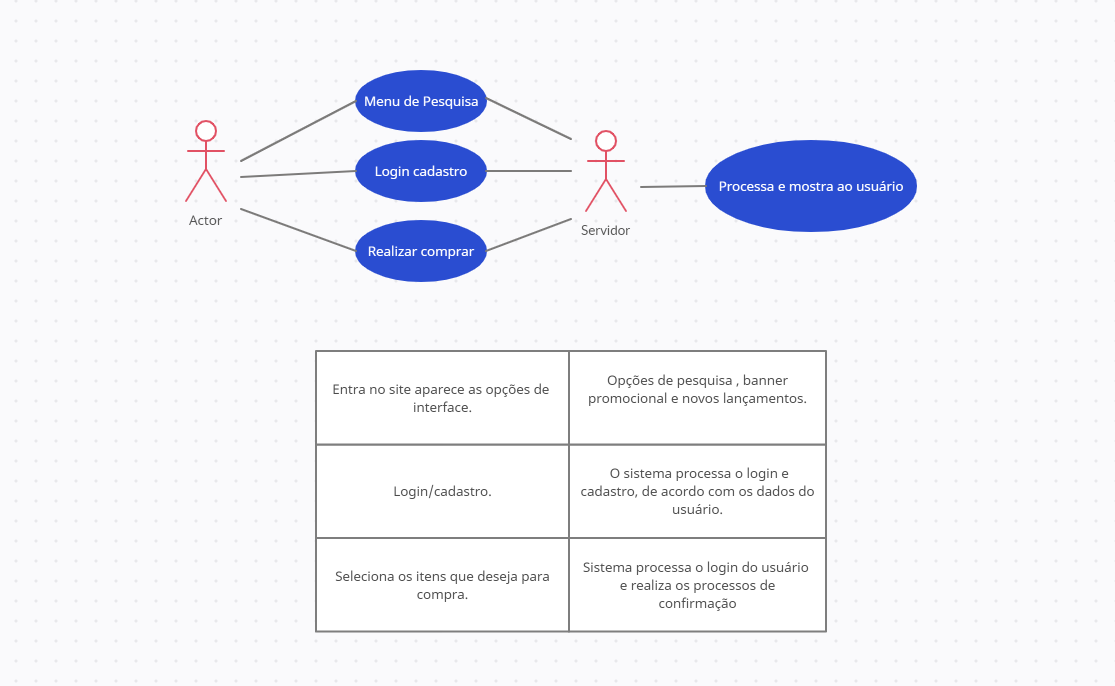 Menu de Pesquisa
Login cadastro
Processa e mostra ao usuário
Actor
Servidor
Realizar comprar
Entra no site aparece as opções de
interface.
Opções de pesquisa , banner
promocional e novos lançamentos.
Login/cadastro.
O sistema processa o login e
cadastro, de acordo com os dados do
usuário.
Seleciona os itens que deseja para
compra.
Sistema processa o login do usuário
e realiza os processos de
confirmação